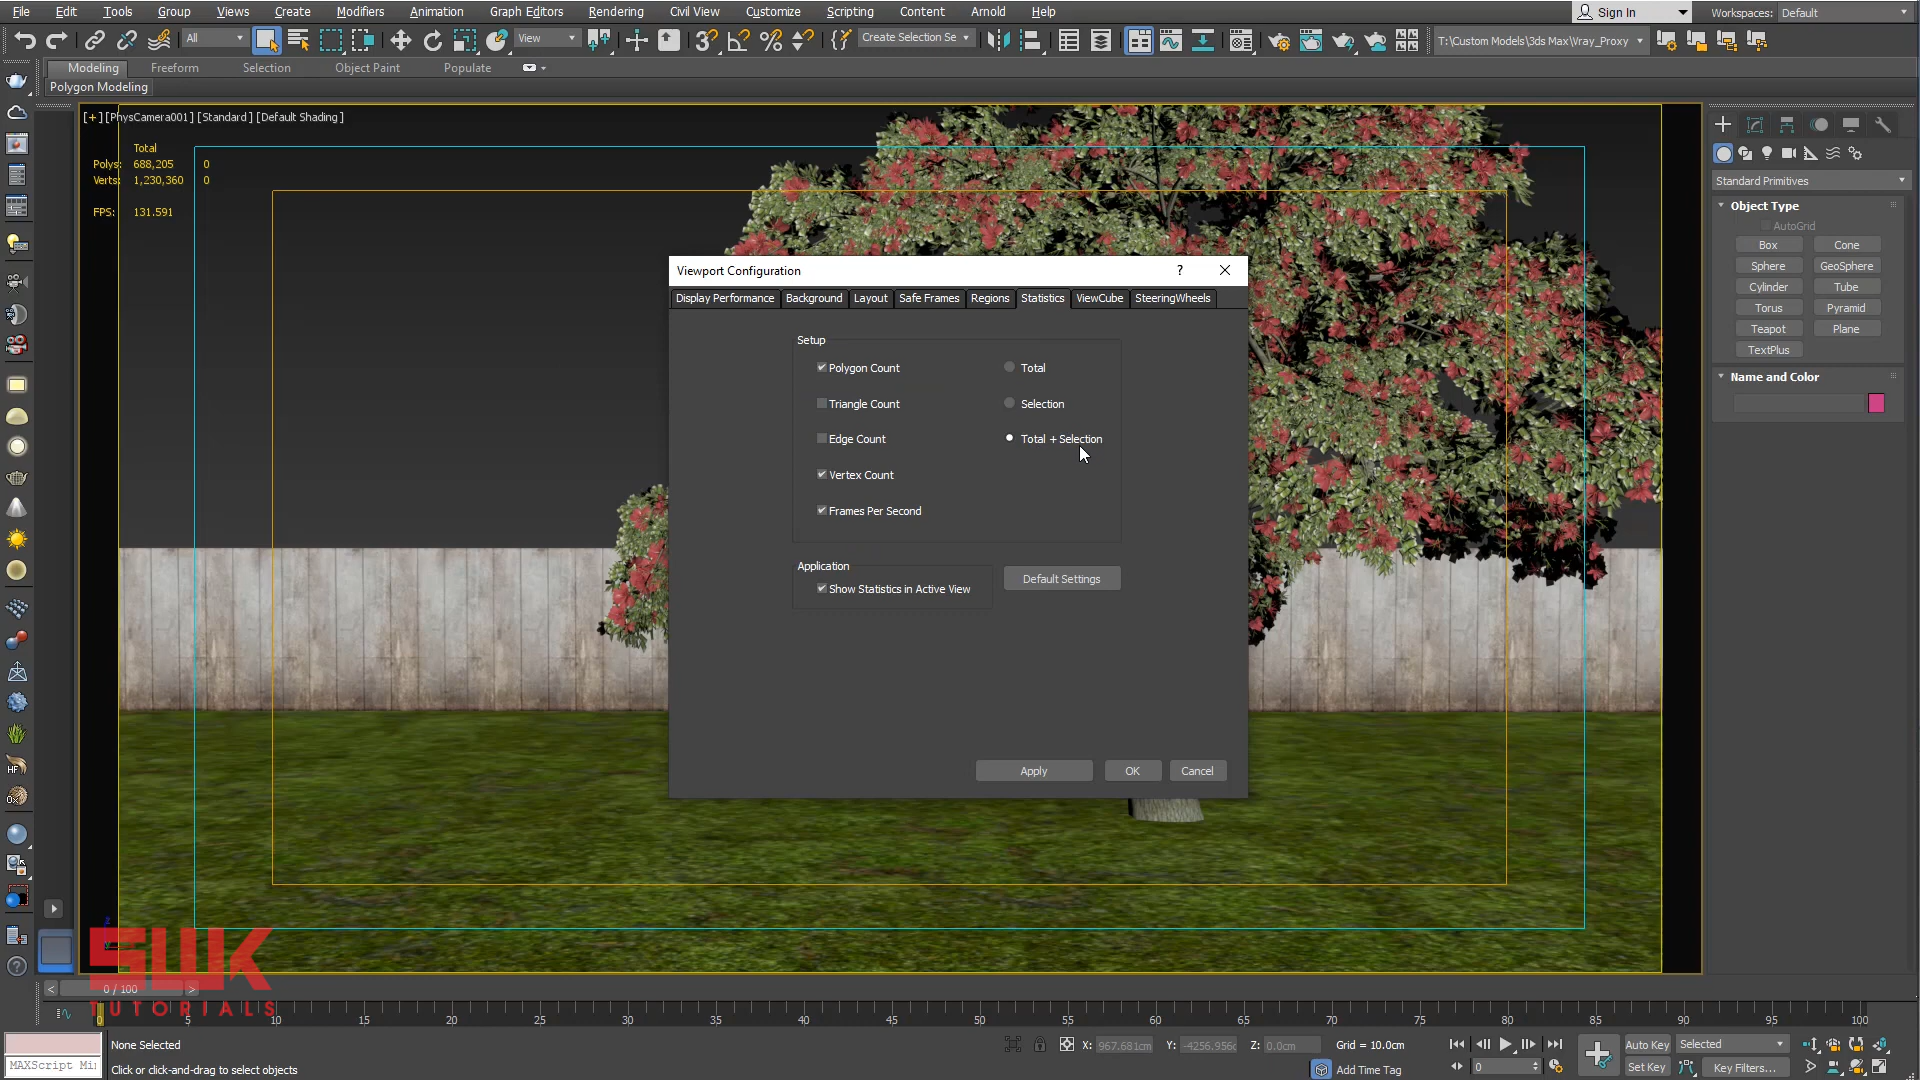 File Edit Tools Group Views Create Modifiers Animation Graph Editors Rendering Civil View Customize Scripting Content Arnold Help Sign In Workspaces: Default
All View Create Selection Se T:\Custom Models\3ds Max\Vray_Proxy
Modeling Freeform Selection Object Paint Populate
Polygon Modeling
[+] [PhysCamera001] [Standard] [Default Shading]
Total
Polys: 688,205 0
Verts: 1,230,360 0
FPS: 131.591
Viewport Configuration ?
Display Performance Background Layout Safe Frames Regions Statistics ViewCube SteeringWheels
Setup
Polygon Count Total
Triangle Count Selection
Edge Count Total + Selection
Vertex Count
Frames Per Second
Application
Show Statistics in Active View Default Settings
Apply OK Cancel
Standard Primitives
Object Type
AutoGrid
Box Cone
Sphere GeoSphere
Cylinder Tube
Torus Pyramid
Teapot Plane
TextPlus
Name and Color
HF
SUK
TUTORIALS
< 0 / 100 >
0 5 10 15 20 25 30 35 40 45 50 55 60 65 70 75 80 85 90 95 100
None Selected X: 967.681cm Y: -4256.956c Z: 0.0cm Grid = 10.0cm Auto Key Selected
MAXScript Mi Click or click-and-drag to select objects Add Time Tag 0 Set Key Key Filters...